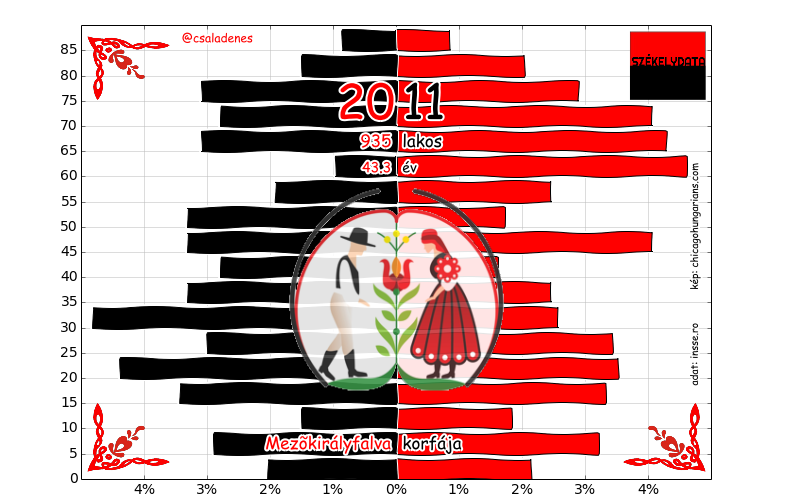 @csaladenes
SZÉKELYDATA
2011
935 lakos
43.3 év
kép: chicagohungarians.com
adat: insse.ro
Mezõkirályfalva korfája
85
80
75
70
65
60
55
50
45
40
35
30
25
20
15
10
5
0
4% 3% 2% 1% 0% 1% 2% 3% 4%